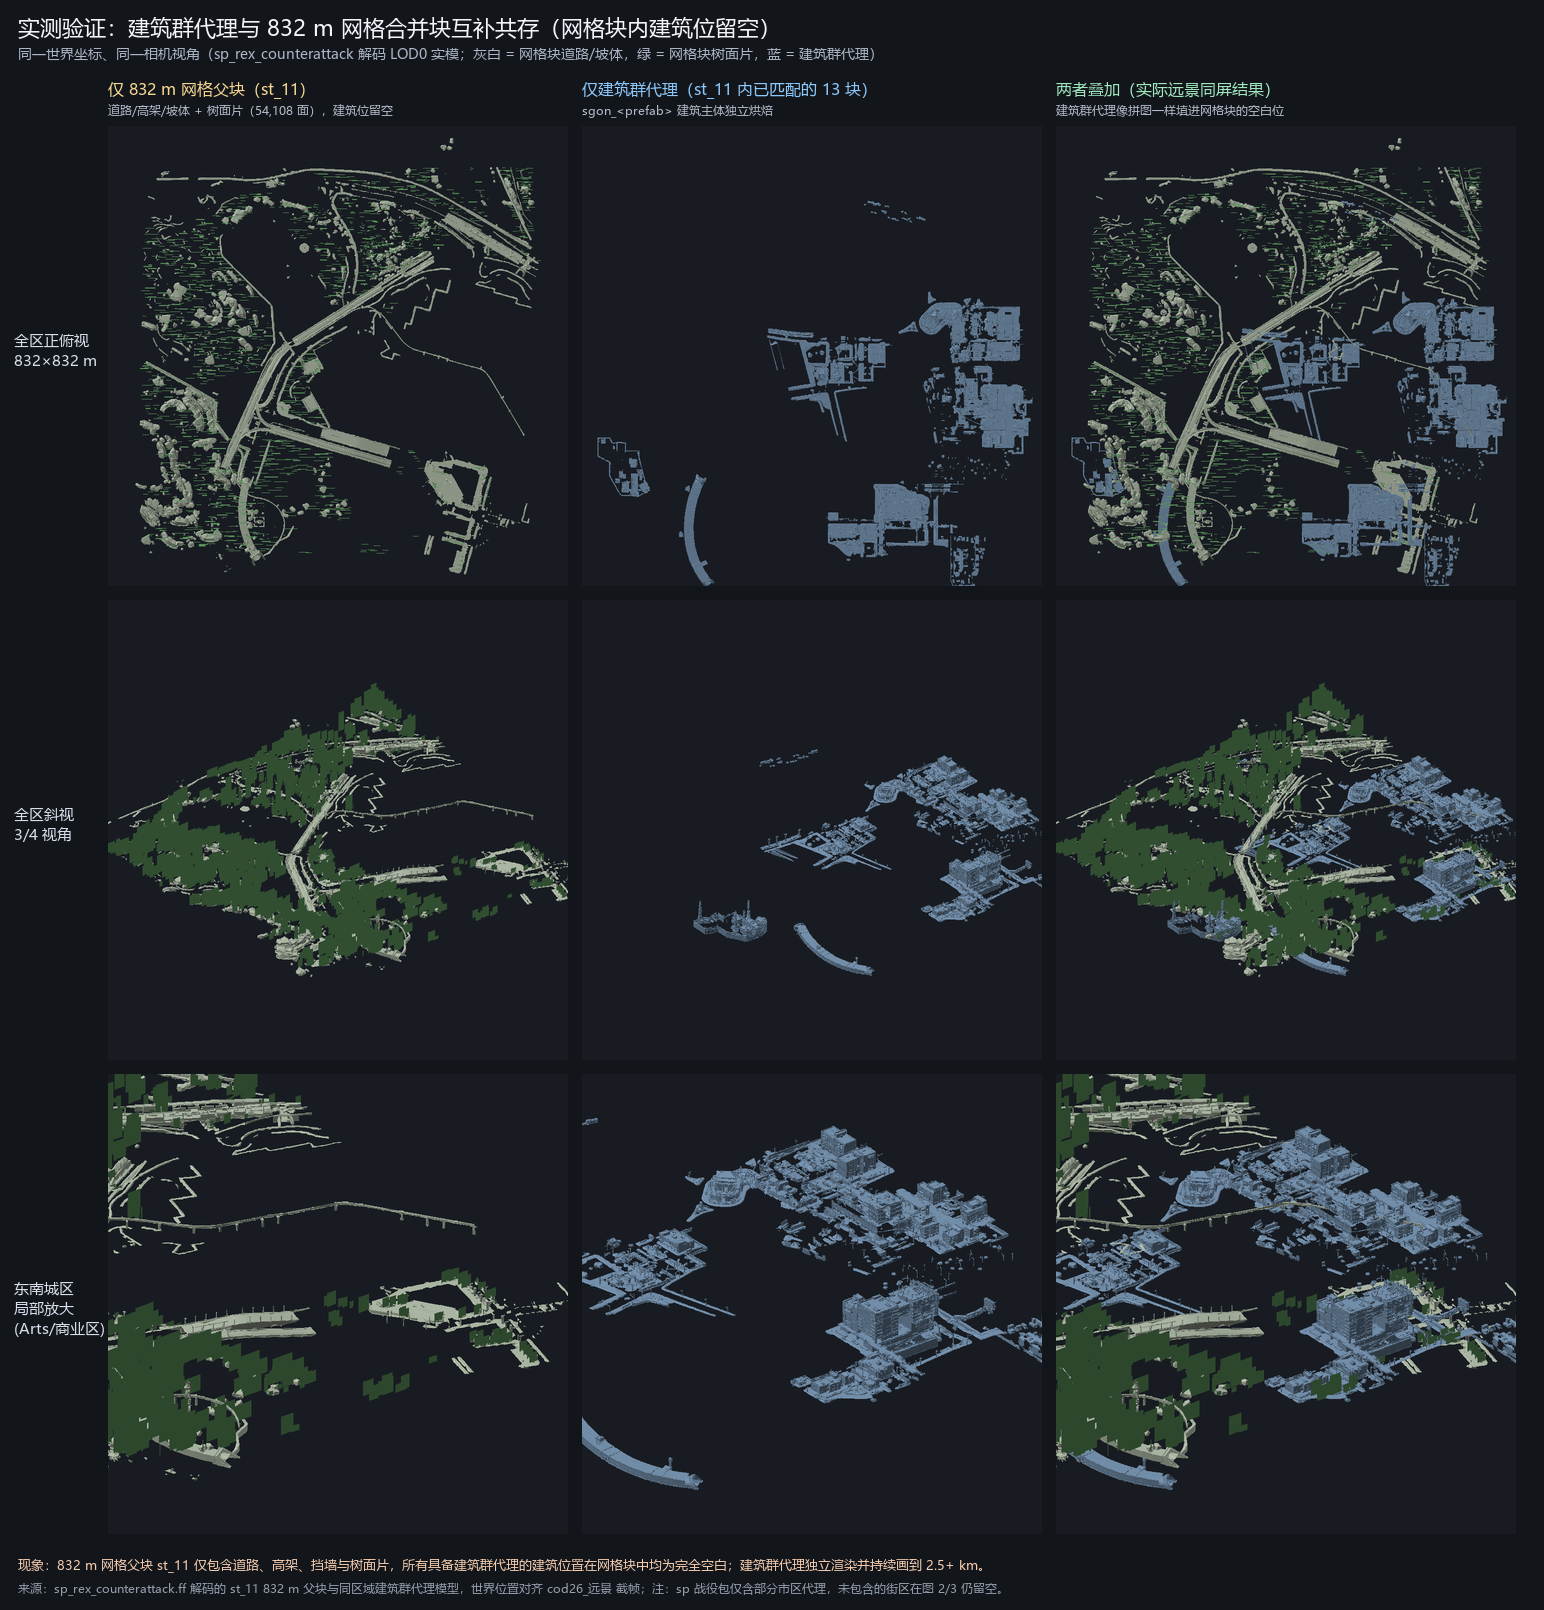 实测验证：建筑群代理与 832 m 网格合并块互补共存（网格块内建筑位留空）
同一世界坐标、同一相机视角（sp_rex_counterattack 解码 LOD0 实模；灰白 = 网格块道路/坡体，绿 = 网格块树面片，蓝 = 建筑群代理）
仅 832 m 网格父块（st_11）
道路/高架/坡体 + 树面片（54,108 面），建筑位留空
仅建筑群代理（st_11 内已匹配的 13 块）
sgon_<prefab> 建筑主体独立烘焙
两者叠加（实际远景同屏结果）
建筑群代理像拼图一样填进网格块的空白位
全区正俯视
832×832 m
全区斜视
3/4 视角
东南城区
局部放大
(Arts/商业区)
现象：832 m 网格父块 st_11 仅包含道路、高架、挡墙与树面片，所有具备建筑群代理的建筑位置在网格块中均为完全空白；建筑群代理独立渲染并持续画到 2.5+ km。
来源：sp_rex_counterattack.ff 解码的 st_11 832 m 父块与同区域建筑群代理模型，世界位置对齐 cod26_远景 截帧；注：sp 战役包仅含部分市区代理，未包含的街区在图 2/3 仍留空。